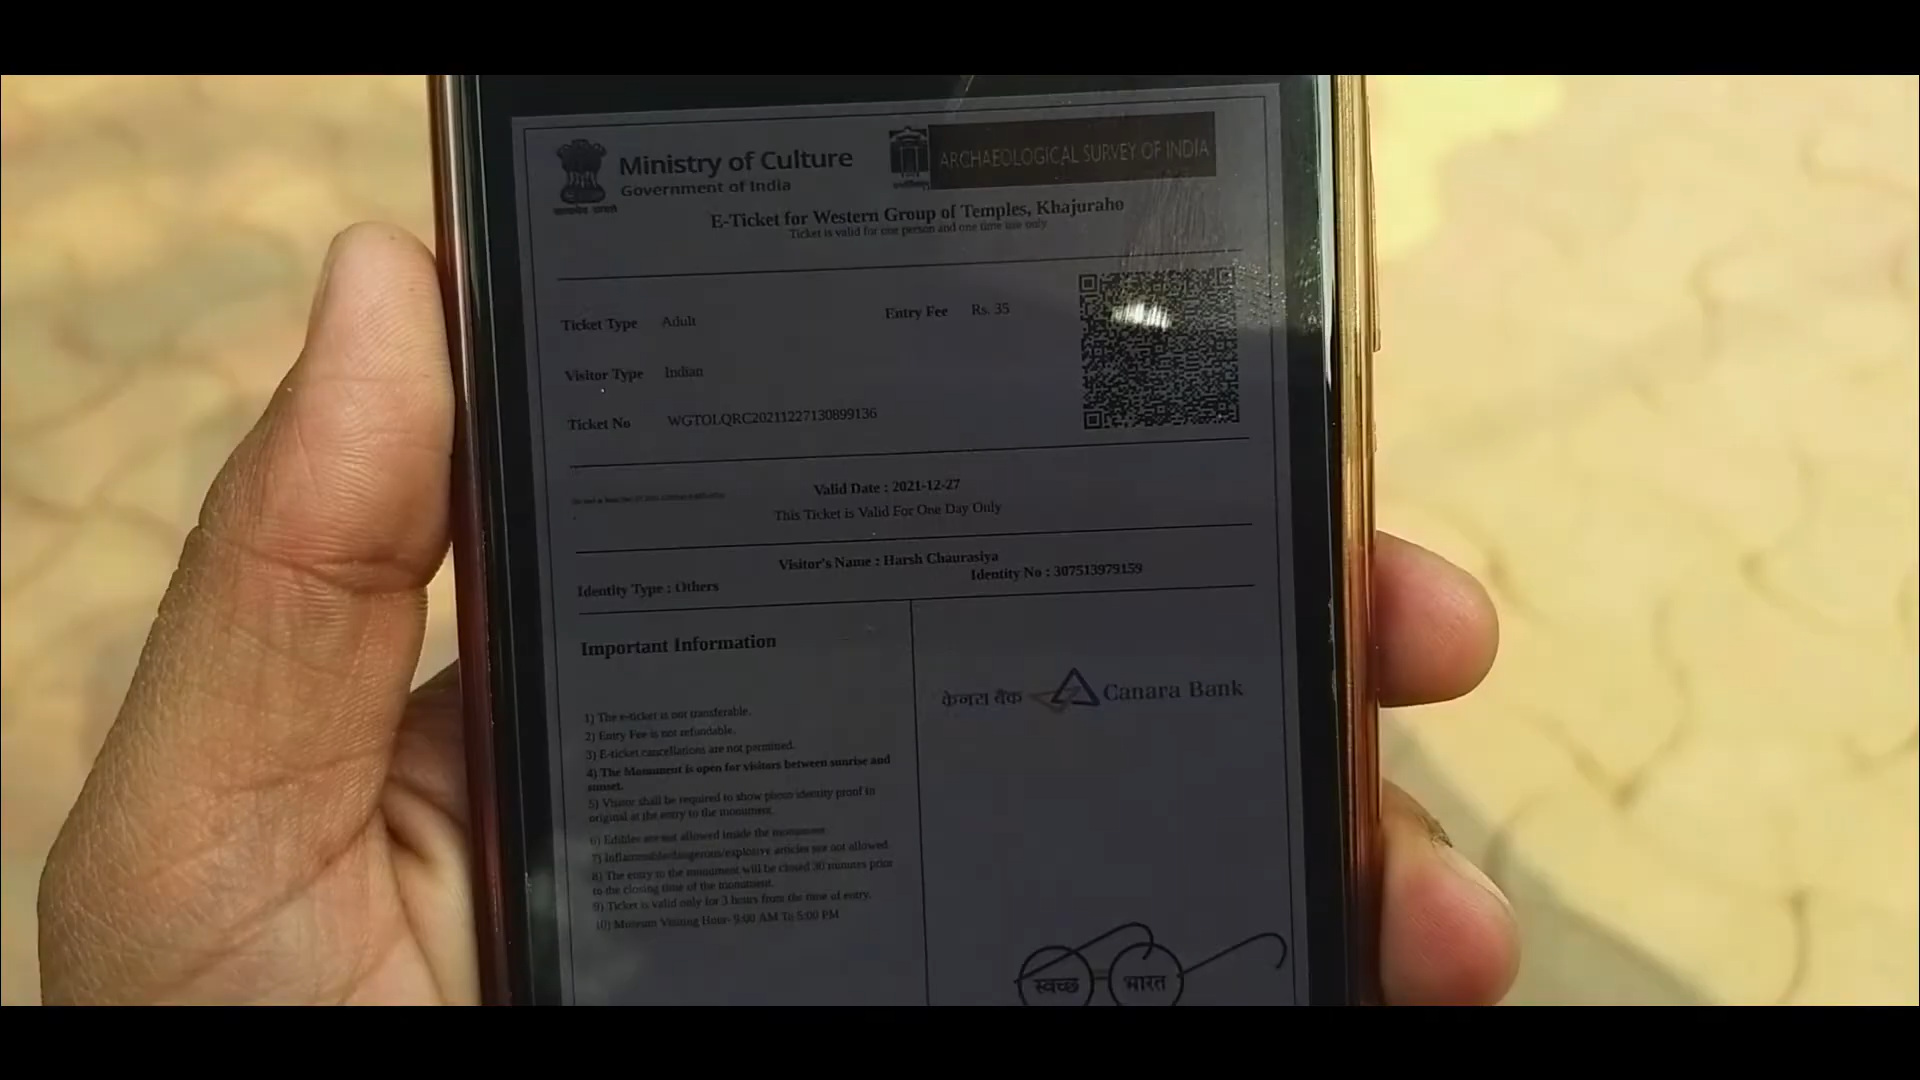 Ministry of Culture
Government of India
ARCHAEOLOGICAL SURVEY OF INDIA
E-Ticket for Western Group of Temples, Khajuraho
Ticket is valid for one person and one time use only
Ticket Type Adult Entry Fee Rs. 35
Visitor Type Indian
Ticket No WGTOLQRC20211227130899136
Valid Date : 2021-12-27
This Ticket is Valid For One Day Only
Visitor's Name : Harsh Chaurasiya
Identity Type : Others Identity No : 307513979159
Important Information
1) The e-ticket is not transferable.
2) Entry Fee is not refundable.
3) E-ticket cancellations are not permitted.
4) The Monument is open for visitors between sunrise and
sunset.
5) Visitor shall be required to show photo identity proof in
original at the entry to the monument.
6) Edibles are not allowed inside the monument.
7) Inflammable/dangerous/explosive articles are not allowed.
8) The entry to the monument will be closed 30 minutes prior
to the closing time of the monument.
9) Ticket is valid only for 3 hours from the time of entry.
10) Museum Visiting Hour- 9:00 AM To 5:00 PM
केनरा बैंक Canara Bank
स्वच्छ भारत